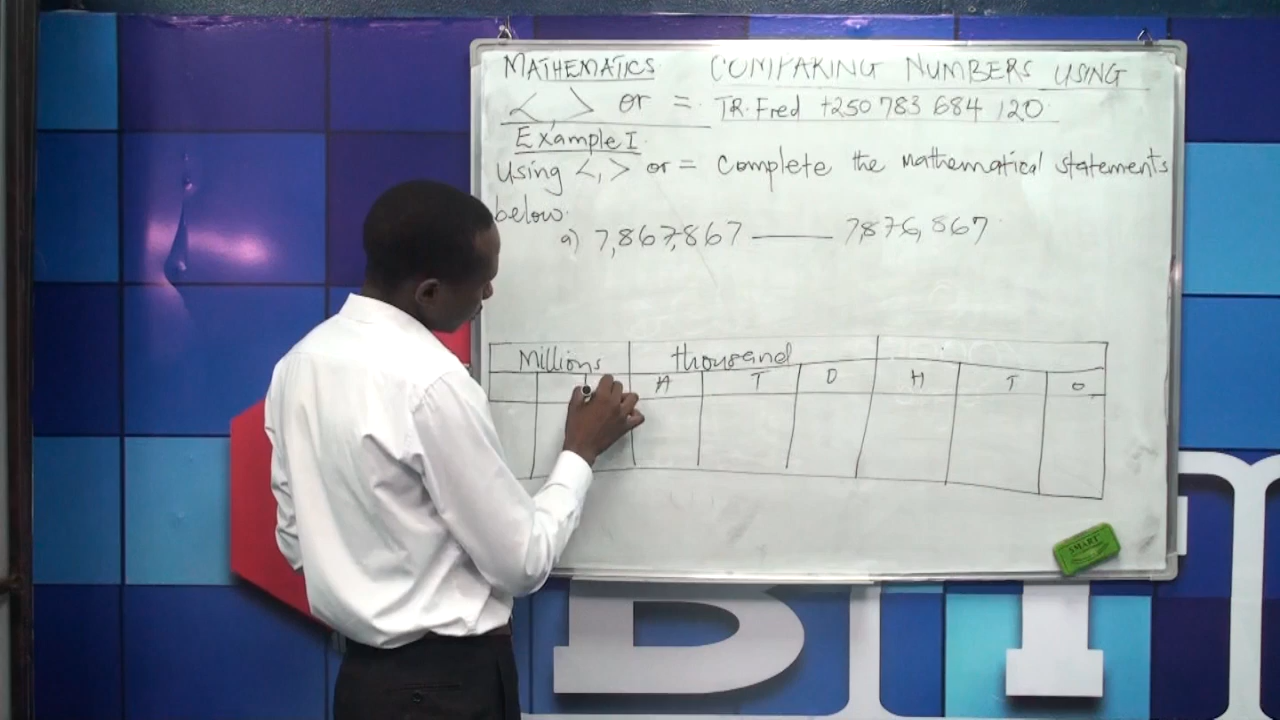 MATHEMATICS COMPARING NUMBERS USING
<, > or =. TR. Fred +250 783 684 120
Example I
Using <, > or = complete the mathematical statements
below.
a) 7,867,867 _____ 7,876,867
Millions thousand
H T O H T O
SMART